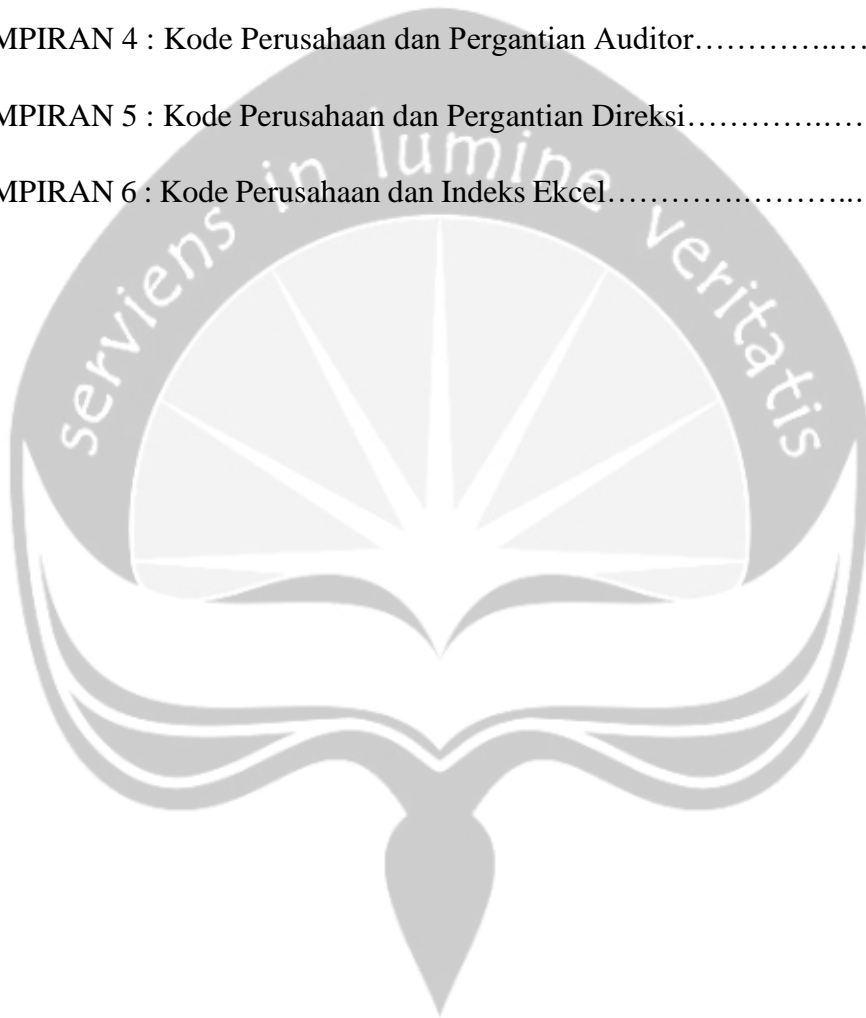 MPIRAN 4 : Kode Perusahaan dan Pergantian Auditor…………..….
MPIRAN 5 : Kode Perusahaan dan Pergantian Direksi………….……
MPIRAN 6 : Kode Perusahaan dan Indeks Ekcel………….………..…
serviens in lumine veritatis